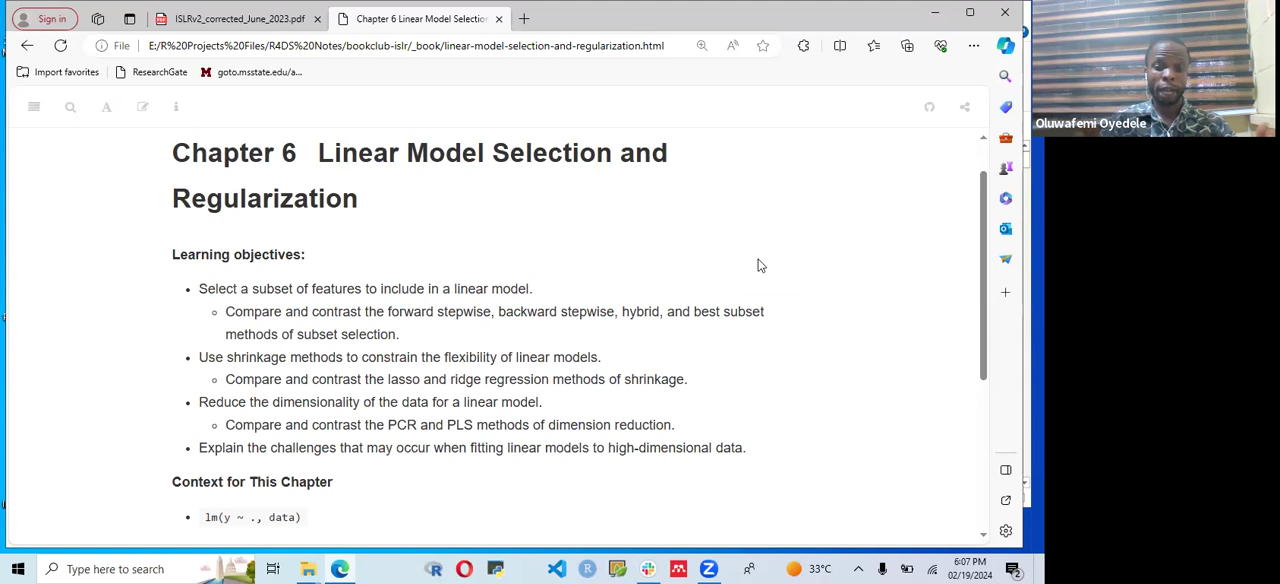 Sign in
ISLRv2_corrected_June_2023.pdf
Chapter 6 Linear Model Selection
File
E:/R%20Projects%20Files/R4DS%20Notes/bookclub-islr/_book/linear-model-selection-and-regularization.html
Import favorites
ResearchGate
goto.msstate.edu/a...
Oluwafemi Oyedele
Chapter 6 Linear Model Selection and
Regularization
Learning objectives:
• Select a subset of features to include in a linear model.
◦ Compare and contrast the forward stepwise, backward stepwise, hybrid, and best subset
methods of subset selection.
• Use shrinkage methods to constrain the flexibility of linear models.
◦ Compare and contrast the lasso and ridge regression methods of shrinkage.
• Reduce the dimensionality of the data for a linear model.
◦ Compare and contrast the PCR and PLS methods of dimension reduction.
• Explain the challenges that may occur when fitting linear models to high-dimensional data.
Context for This Chapter
• lm(y ~ ., data)
Type here to search
33°C
6:07 PM
02/19/2024